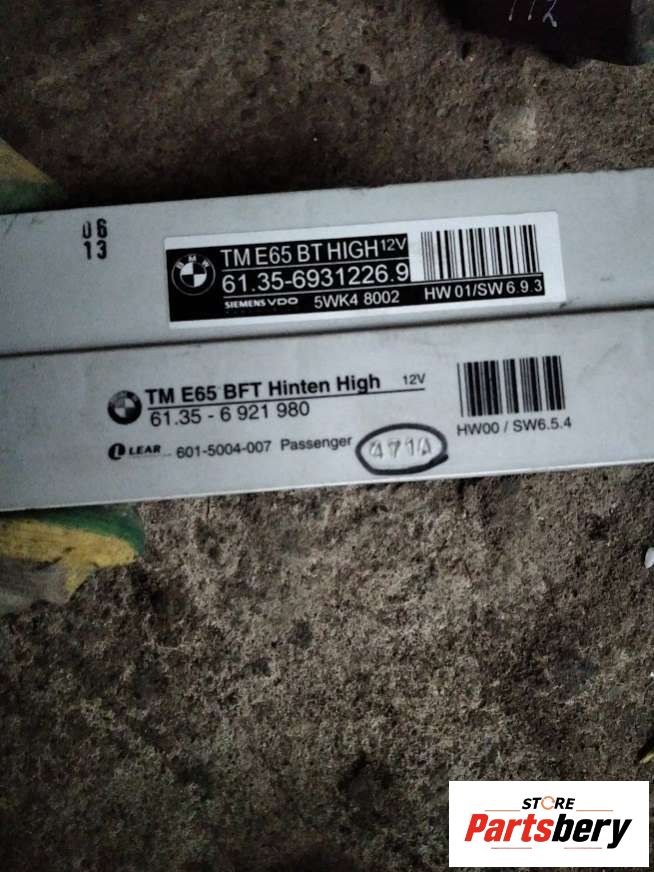 112
06
13
BMW
TM E65 BT HIGH 12V
61.35-6931226.9
SIEMENS VDO 5WK4 8002 HW 01/SW 6.9.3
TM E65 BFT Hinten High 12V
61.35 - 6 921 980
LEAR 601-5004-007 Passenger 471A
HW00 / SW6.5.4
STORE
Partsbery